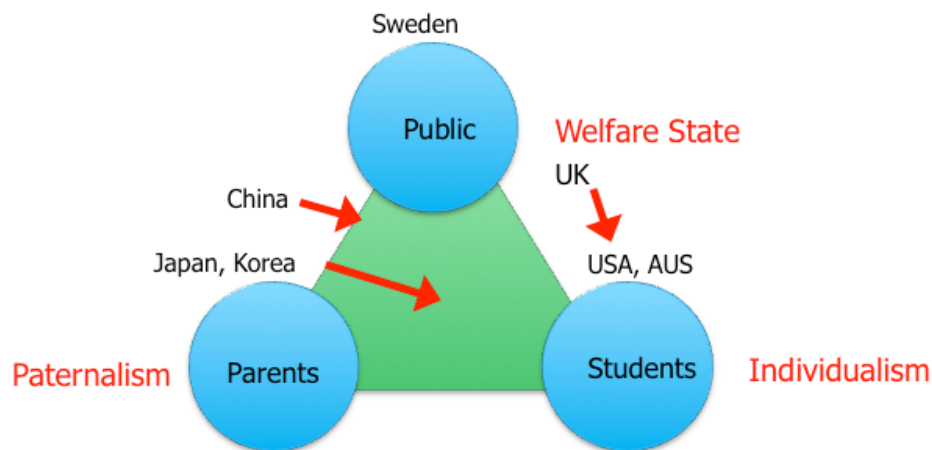 Sweden
Public
Welfare State
UK
China
Japan, Korea
USA, AUS
Paternalism
Parents
Students
Individualism